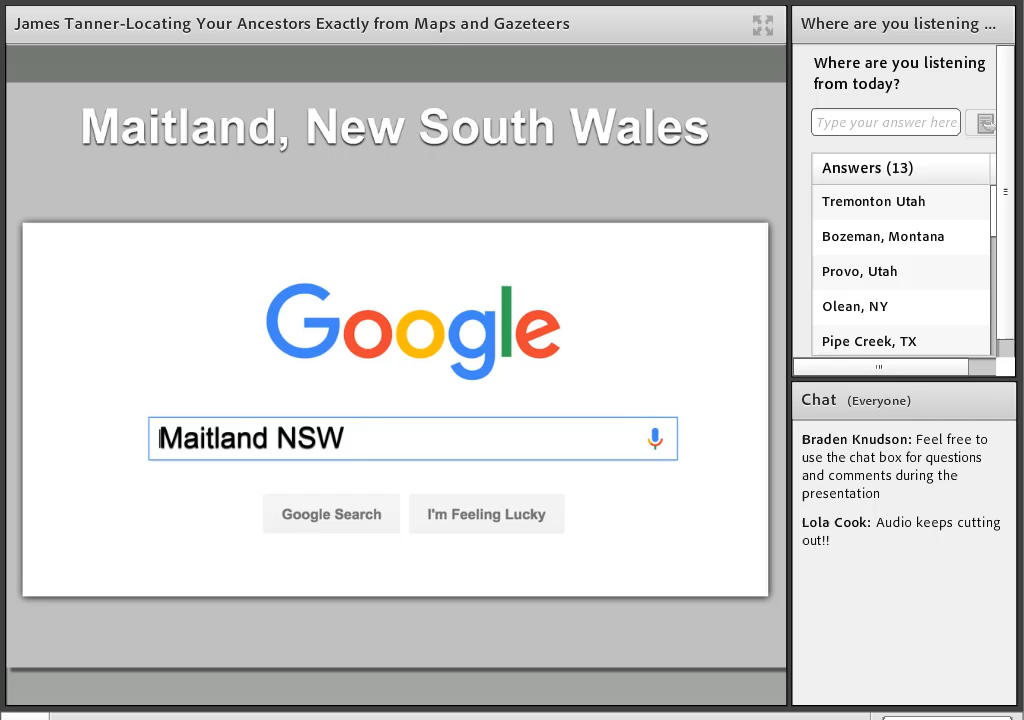 James Tanner-Locating Your Ancestors Exactly from Maps and Gazeteers
Maitland, New South Wales
Google
Maitland NSW
Google Search
I'm Feeling Lucky
Where are you listening ...
Where are you listening
from today?
Type your answer here
Answers (13)
Tremonton Utah
Bozeman, Montana
Provo, Utah
Olean, NY
Pipe Creek, TX
Chat (Everyone)
Braden Knudson: Feel free to
use the chat box for questions
and comments during the
presentation
Lola Cook: Audio keeps cutting
out!!